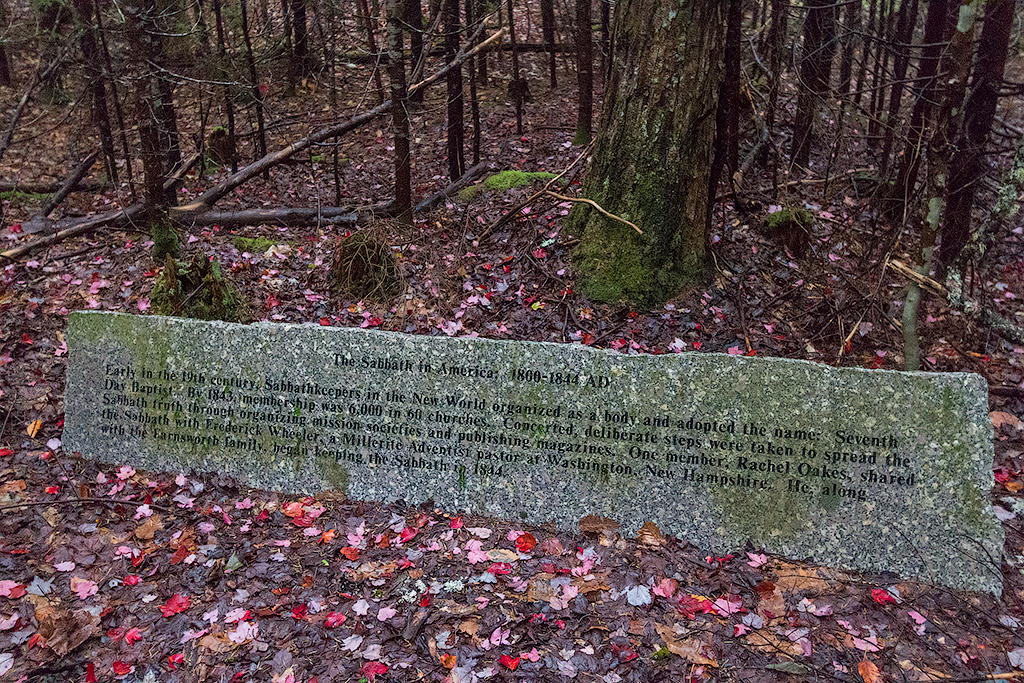 The Sabbath in America: 1800-1844 AD
Early in the 19th century, Sabbathkeepers in the New World organized as a body and adopted the name: Seventh
Day Baptist. By 1843, membership was 6,000 in 60 churches. Concerted, deliberate steps were taken to spread the
Sabbath truth through organizing mission societies and publishing magazines. One member, Rachel Oakes, shared
the Sabbath with Frederick Wheeler, a Millerite Adventist pastor at Washington, New Hampshire. He, along
with the Farnsworth family, began keeping the Sabbath in 1844.